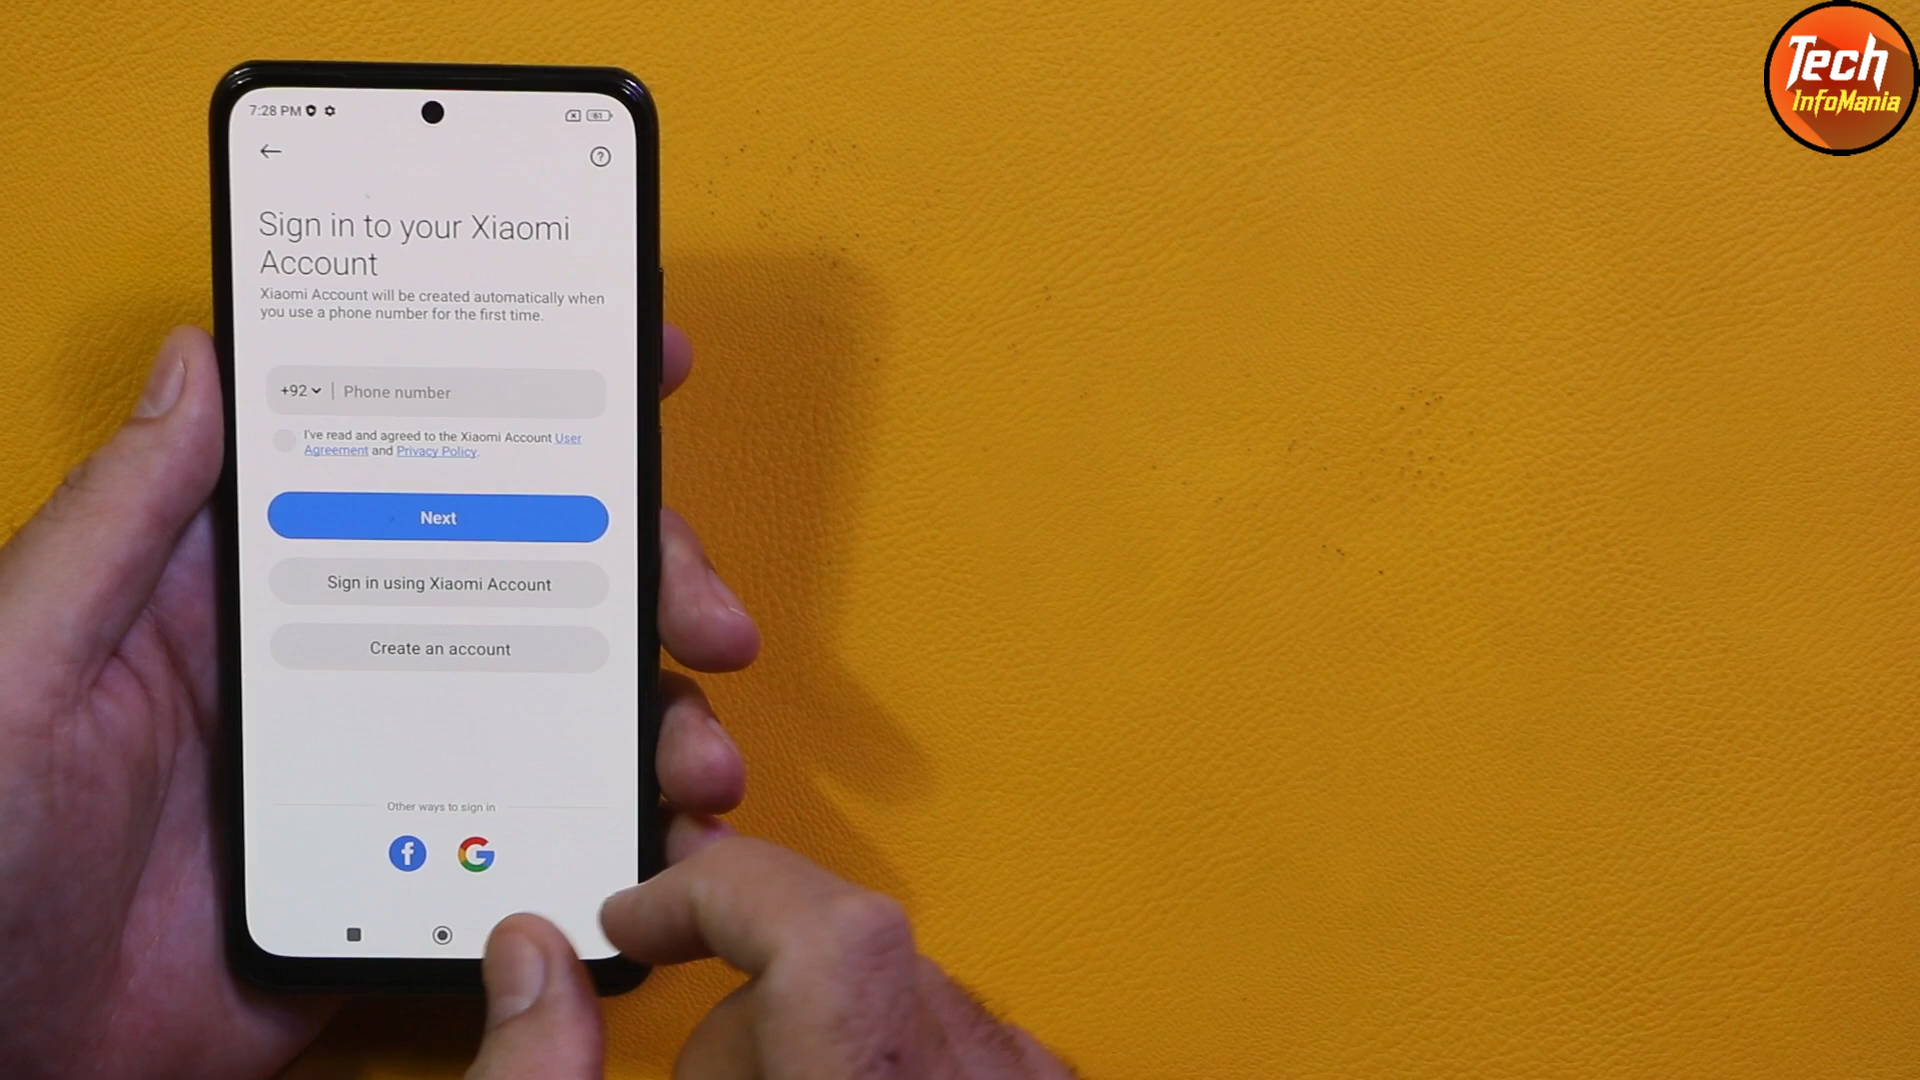 Tech
InfoMania
7:28 PM
61
Sign in to your Xiaomi
Account
Xiaomi Account will be created automatically when
you use a phone number for the first time.
+92 Phone number
I've read and agreed to the Xiaomi Account User
Agreement and Privacy Policy.
Next
Sign in using Xiaomi Account
Create an account
Other ways to sign in